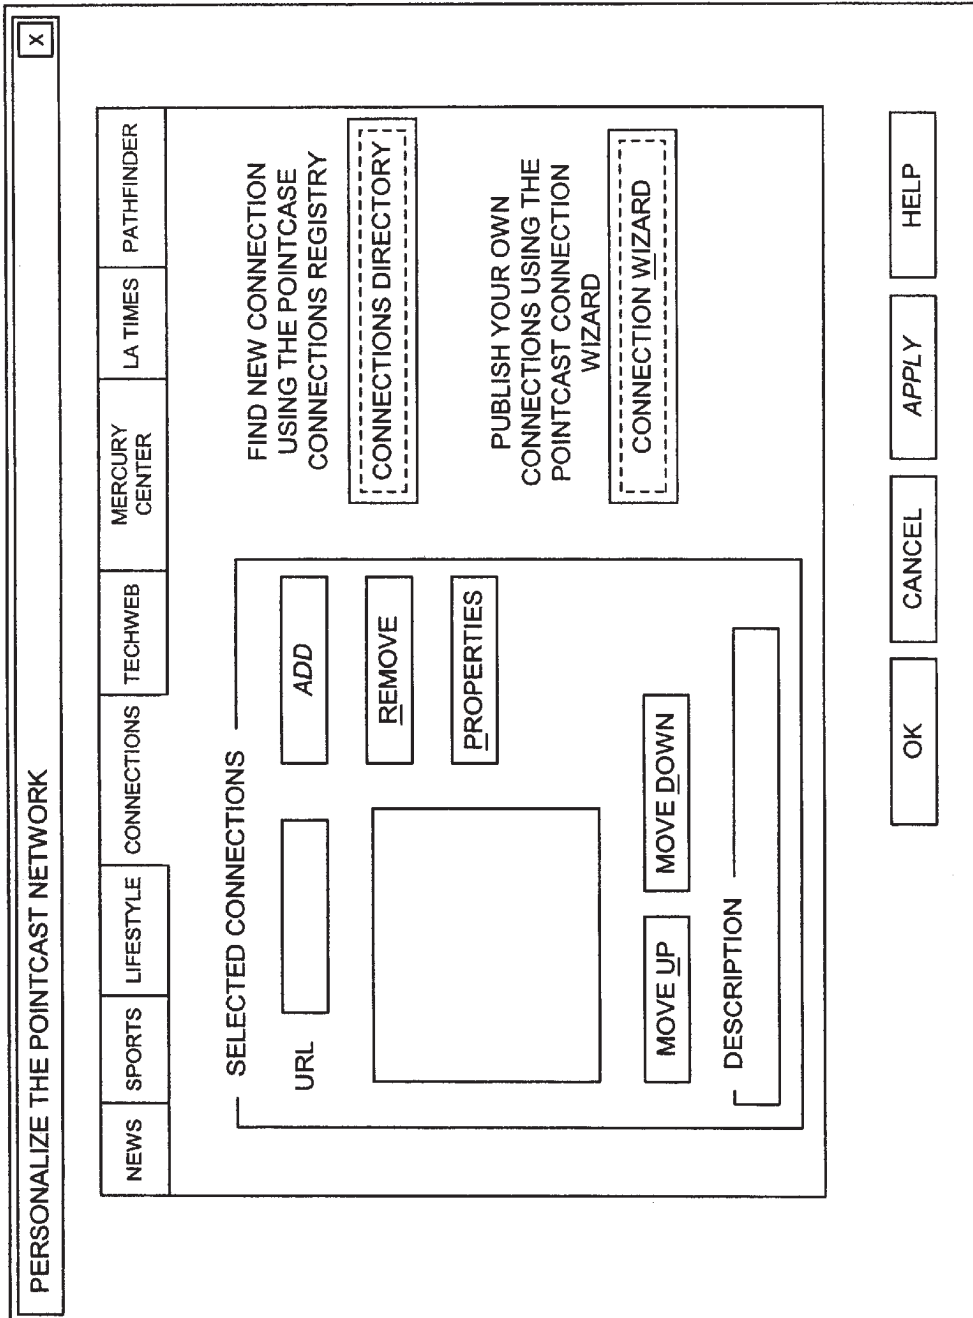 PERSONALIZE THE POINTCAST NETWORK
X
NEWS
SPORTS
LIFESTYLE
CONNECTIONS
TECHWEB
MERCURY
CENTER
LA TIMES
PATHFINDER
SELECTED CONNECTIONS
URL
ADD
REMOVE
PROPERTIES
MOVE UP
MOVE DOWN
DESCRIPTION
FIND NEW CONNECTION
USING THE POINTCASE
CONNECTIONS REGISTRY
CONNECTIONS DIRECTORY
PUBLISH YOUR OWN
CONNECTIONS USING THE
POINTCAST CONNECTION
WIZARD
CONNECTION WIZARD
OK
CANCEL
APPLY
HELP